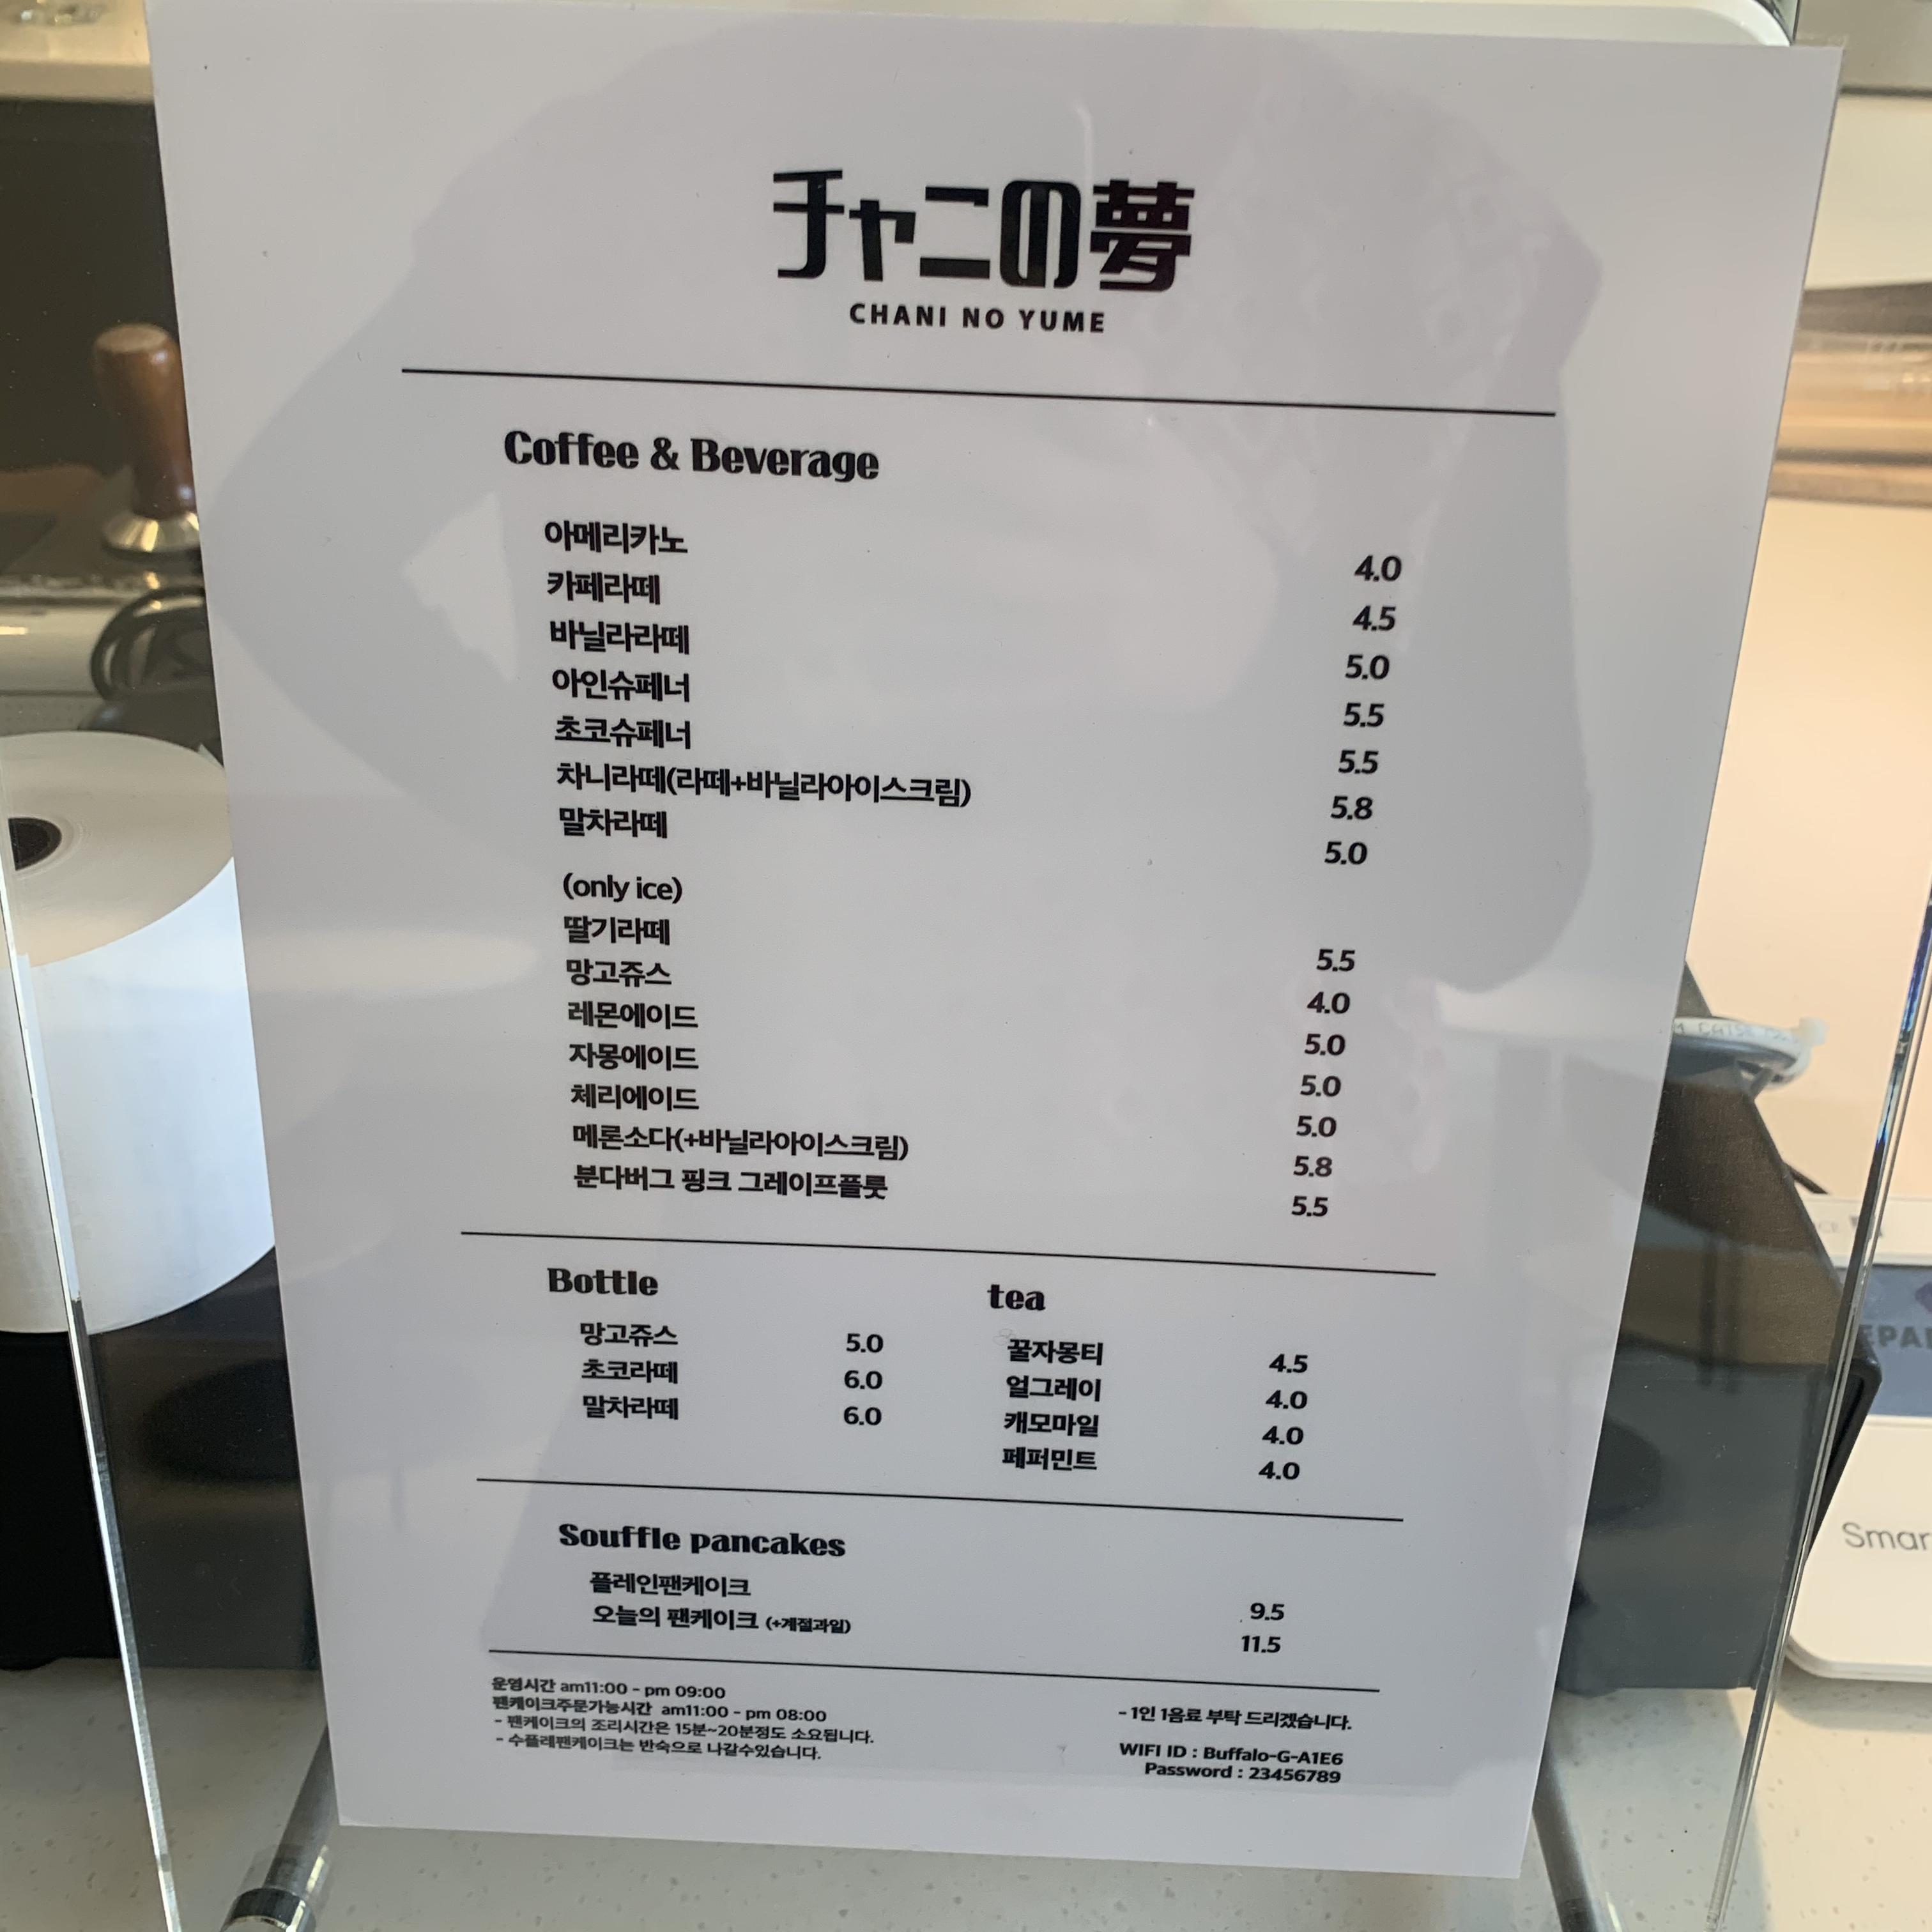 チャニの夢
CHANI NO YUME
Coffee & Beverage
아메리카노 4.0
카페라떼 4.5
바닐라라떼 5.0
아인슈페너 5.5
초코슈페너 5.5
차니라떼(라떼+바닐라아이스크림) 5.8
말차라떼 5.0
(only ice)
딸기라떼 5.5
망고쥬스 4.0
레몬에이드 5.0
자몽에이드 5.0
체리에이드 5.0
메론소다(+바닐라아이스크림) 5.8
분다버그 핑크 그레이프플룻 5.5
Bottle
망고쥬스 5.0
초코라떼 6.0
말차라떼 6.0
tea
꿀자몽티 4.5
얼그레이 4.0
캐모마일 4.0
페퍼민트 4.0
Souffle pancakes
플레인팬케이크 9.5
오늘의 팬케이크 (+계절과일) 11.5
운영시간 am11:00 - pm 09:00
팬케이크주문가능시간 am11:00 - pm 08:00
- 팬케이크의 조리시간은 15분~20분정도 소요됩니다.
- 수플레팬케이크는 반숙으로 나갈수있습니다.
- 1인 1음료 부탁 드리겠습니다.
WIFI ID : Buffalo-G-A1E6
Password : 23456789